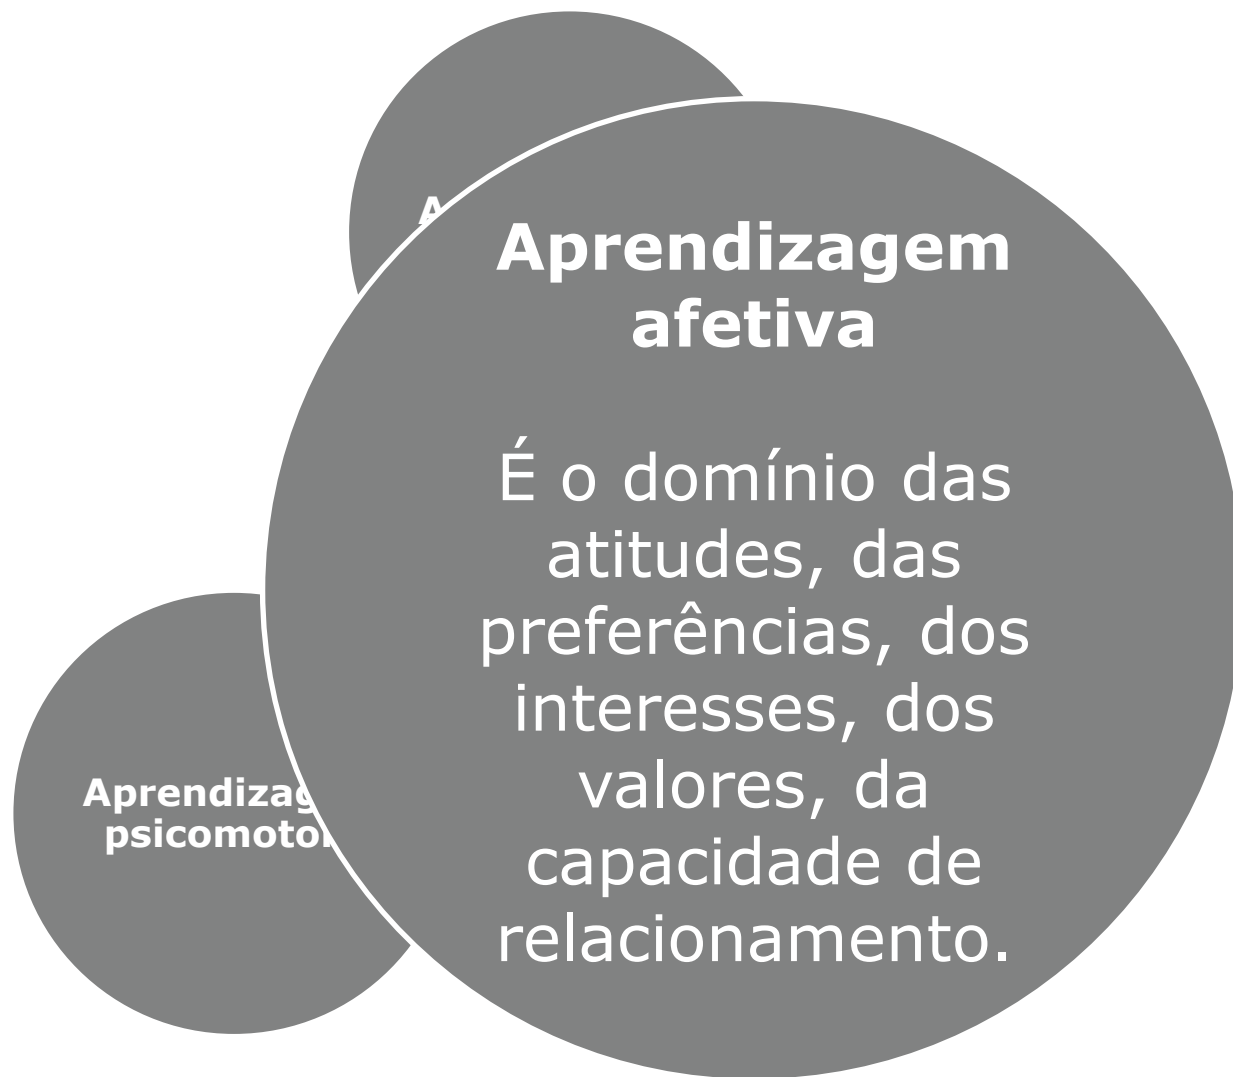 Aprendizagem
afetiva
É o domínio das
atitudes, das
preferências, dos
interesses, dos
valores, da
capacidade de
relacionamento.